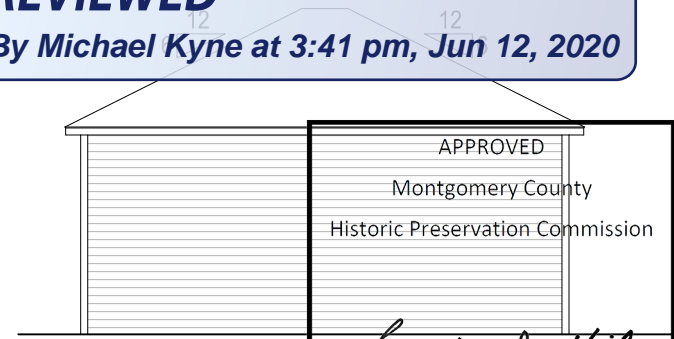 REVIEWED
12 12
By Michael Kyne at 3:41 pm, Jun 12, 2020
APPROVED
Montgomery County
Historic Preservation Commission